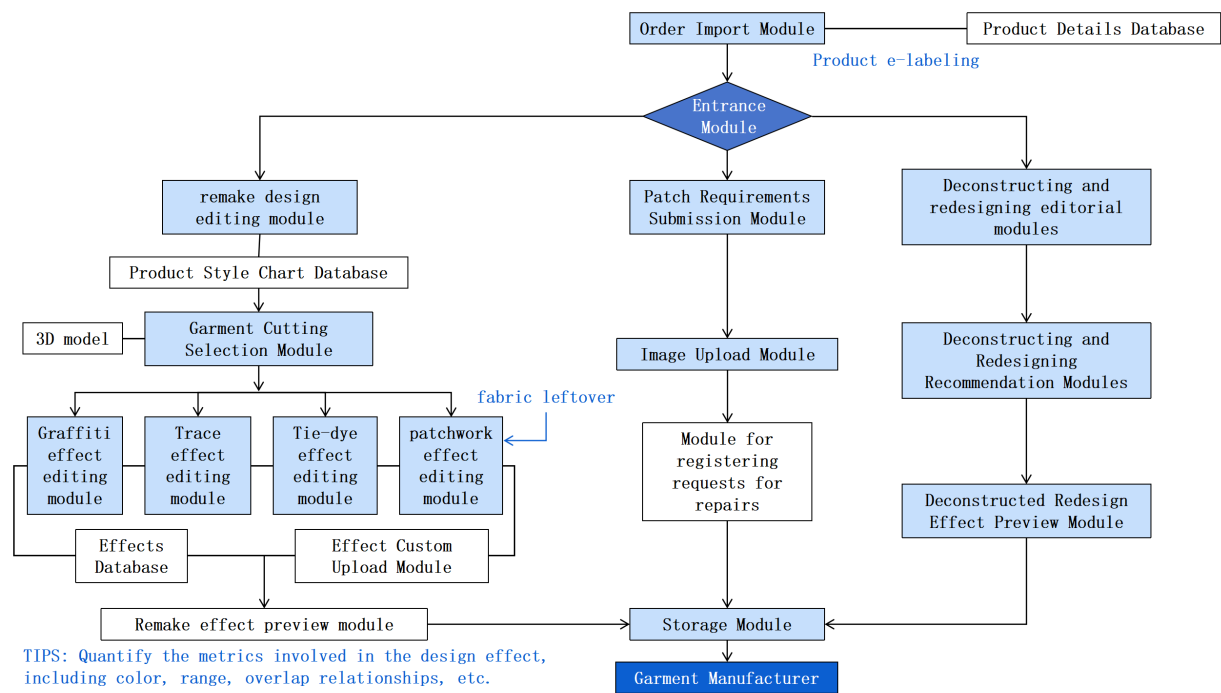 Order Import Module
Product Details Database
Product e-labeling
Entrance
Module
remake design
editing module
Patch Requirements
Submission Module
Deconstructing and
redesigning editorial
modules
Product Style Chart Database
3D model
Garment Cutting
Selection Module
Image Upload Module
Deconstructing and
Redesigning
Recommendation Modules
fabric leftover
Graffiti
effect
editing
module
Trace
effect
editing
module
Tie-dye
effect
editing
module
patchwork
effect
editing
module
Module for
registering
requests for
repairs
Deconstructed Redesign
Effect Preview Module
Effects
Database
Effect Custom
Upload Module
Remake effect preview module
Storage Module
TIPS: Quantify the metrics involved in the design effect,
including color, range, overlap relationships, etc.
Garment Manufacturer